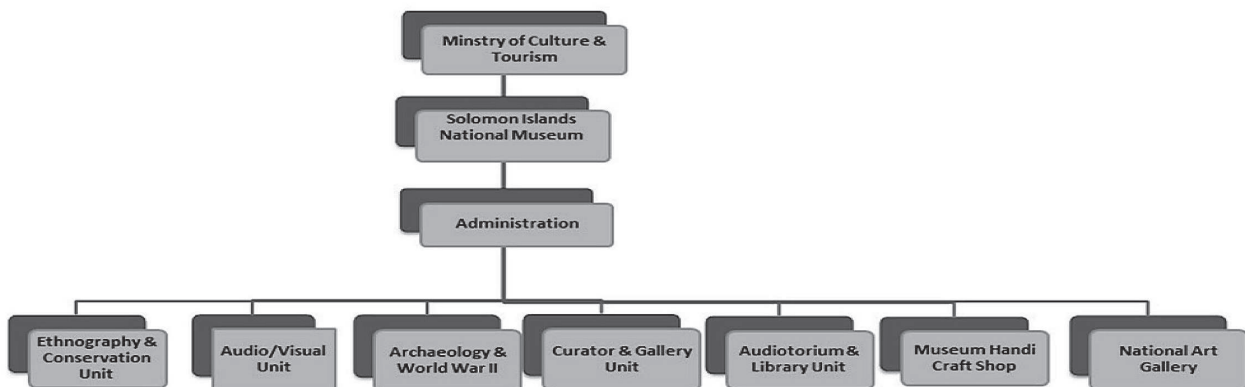 Minstry of Culture &
Tourism
Solomon Islands
National Museum
Administration
Ethnography &
Conservation
Unit
Audio/Visual
Unit
Archaeology &
World War II
Curator & Gallery
Unit
Audiotorium &
Library Unit
Museum Handi
Craft Shop
National Art
Gallery